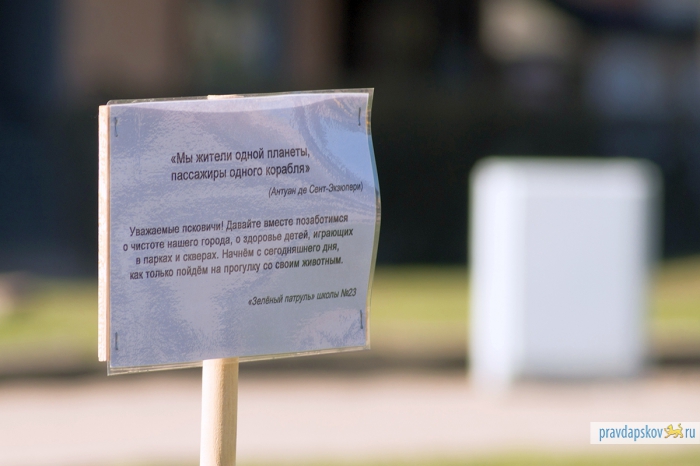 «Мы жители одной планеты,
пассажиры одного корабля»
(Антуан де Сент-Экзюпери)
Уважаемые псковичи! Давайте вместе позаботимся
о чистоте нашего города, о здоровье детей, играющих
в парках и скверах. Начнём с сегодняшнего дня,
как только пойдём на прогулку со своим животным.
«Зелёный патруль» школы №23
pravdapskov ru